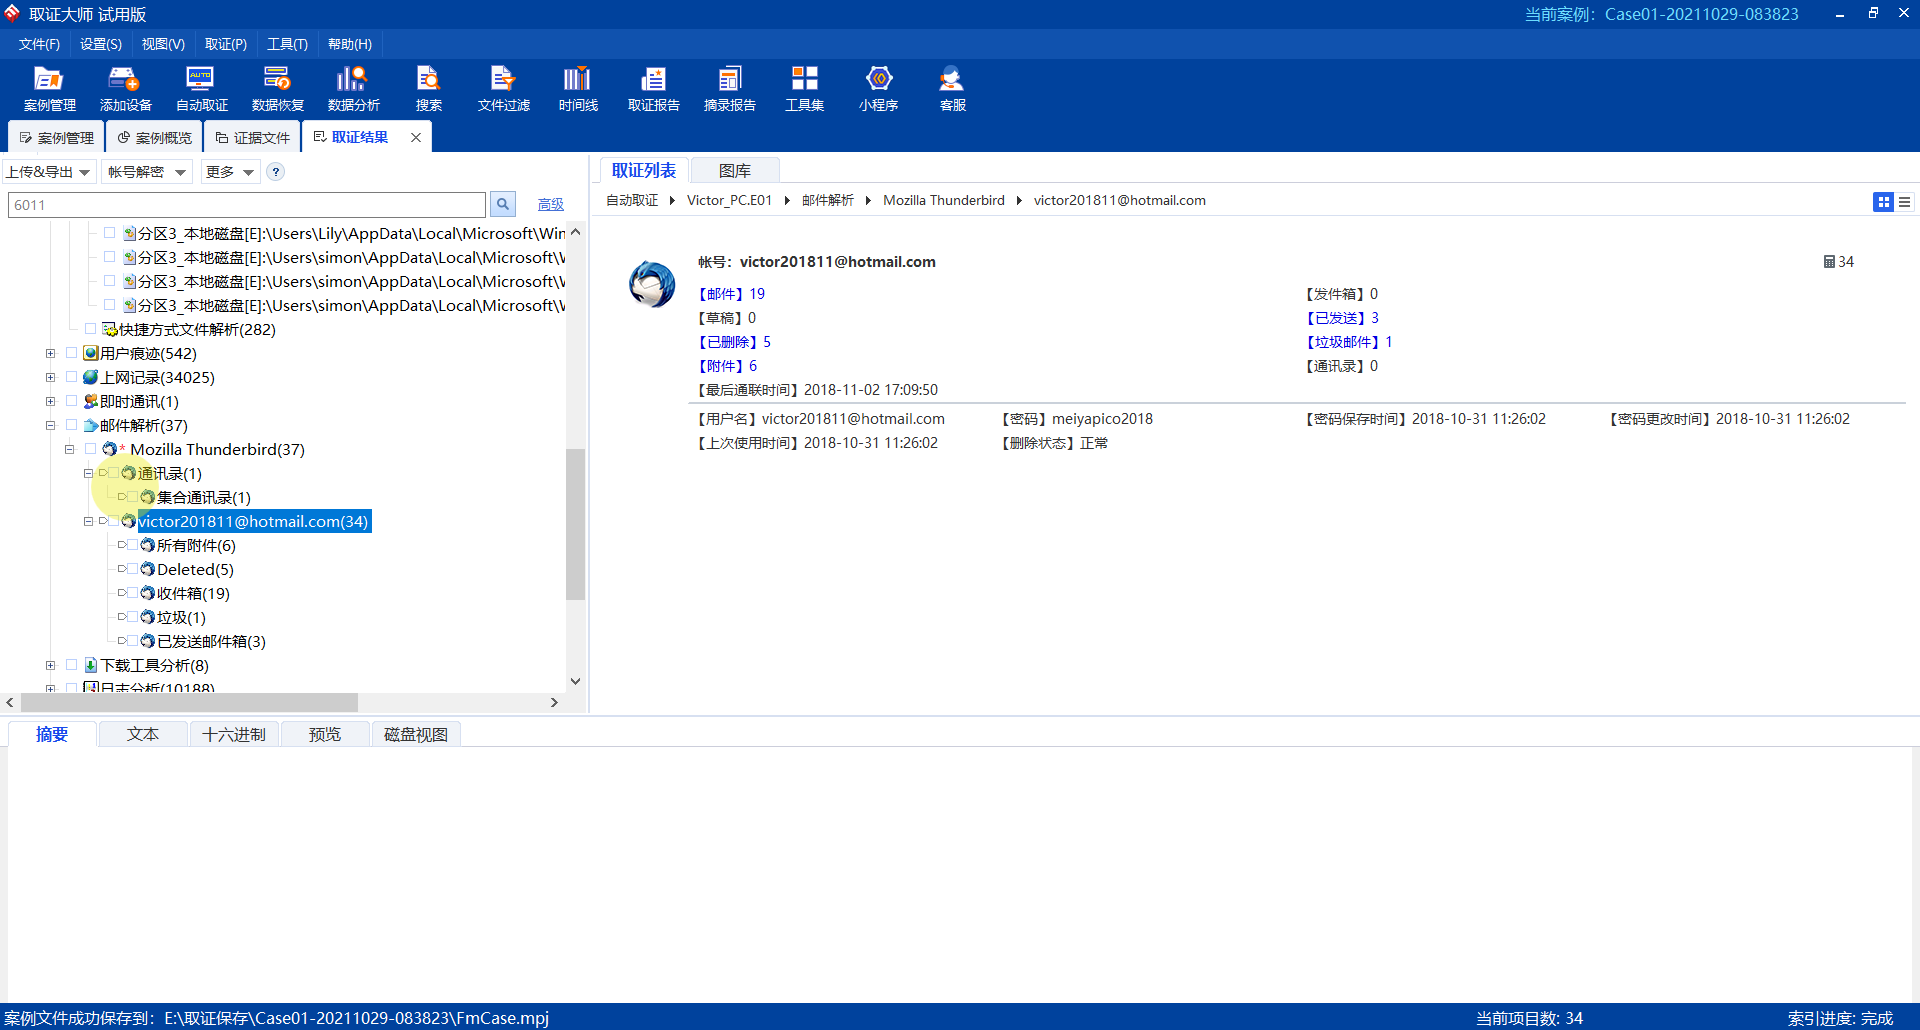 取证大师 试用版
当前案例： Case01-20211029-083823
文件(F) 设置(S) 视图(V) 取证(P) 工具(T) 帮助(H)
案例管理 添加设备 自动取证 数据恢复 数据分析 搜索 文件过滤 时间线 取证报告 摘录报告 工具集 小程序 客服
案例管理 案例概览 证据文件 取证结果
上传&导出 帐号解密 更多 ?
6011 高级
分区3_本地磁盘[E]:\Users\Lily\AppData\Local\Microsoft\Win
分区3_本地磁盘[E]:\Users\simon\AppData\Local\Microsoft\
分区3_本地磁盘[E]:\Users\simon\AppData\Local\Microsoft\
分区3_本地磁盘[E]:\Users\simon\AppData\Local\Microsoft\
快捷方式文件解析(282)
用户痕迹(542)
上网记录(34025)
即时通讯(1)
邮件解析(37)
* Mozilla Thunderbird(37)
通讯录(1)
集合通讯录(1)
victor201811@hotmail.com(34)
所有附件(6)
Deleted(5)
收件箱(19)
垃圾(1)
已发送邮件箱(3)
下载工具分析(8)
日志分析(10188)
取证列表 图库
自动取证 Victor_PC.E01 邮件解析 Mozilla Thunderbird victor201811@hotmail.com
帐号：victor201811@hotmail.com 34
【邮件】19 【发件箱】0
【草稿】0 【已发送】3
【已删除】5 【垃圾邮件】1
【附件】6 【通讯录】0
【最后通联时间】2018-11-02 17:09:50
【用户名】victor201811@hotmail.com 【密码】meiyapico2018 【密码保存时间】2018-10-31 11:26:02 【密码更改时间】2018-10-31 11:26:02
【上次使用时间】2018-10-31 11:26:02 【删除状态】正常
摘要 文本 十六进制 预览 磁盘视图
案例文件成功保存到：E:\取证保存\Case01-20211029-083823\FmCase.mpj 当前项目数: 34 索引进度: 完成